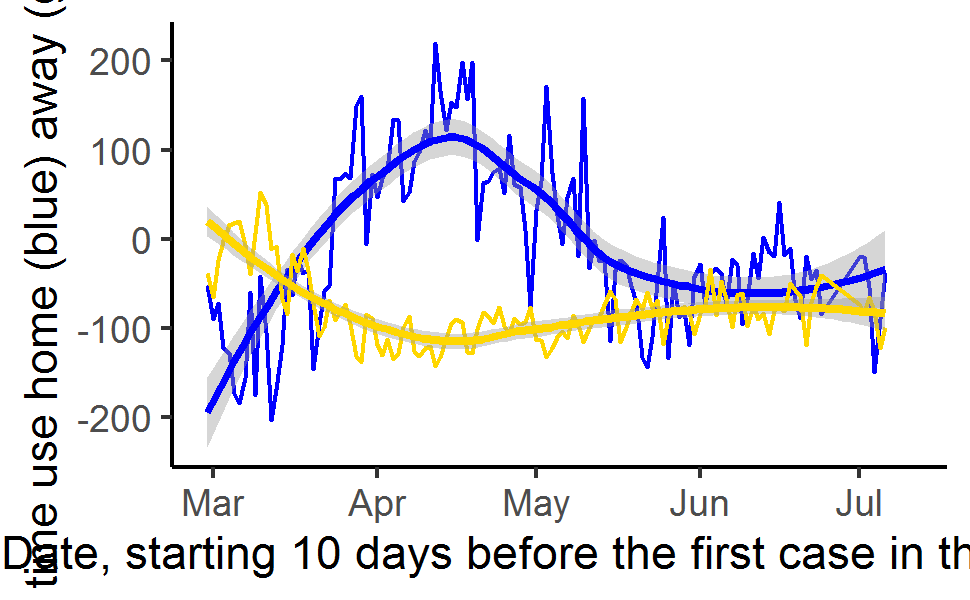 time use home (blue) away (
200
100
0
-100
-200
Mar Apr May Jun Jul
Date, starting 10 days before the first case in th